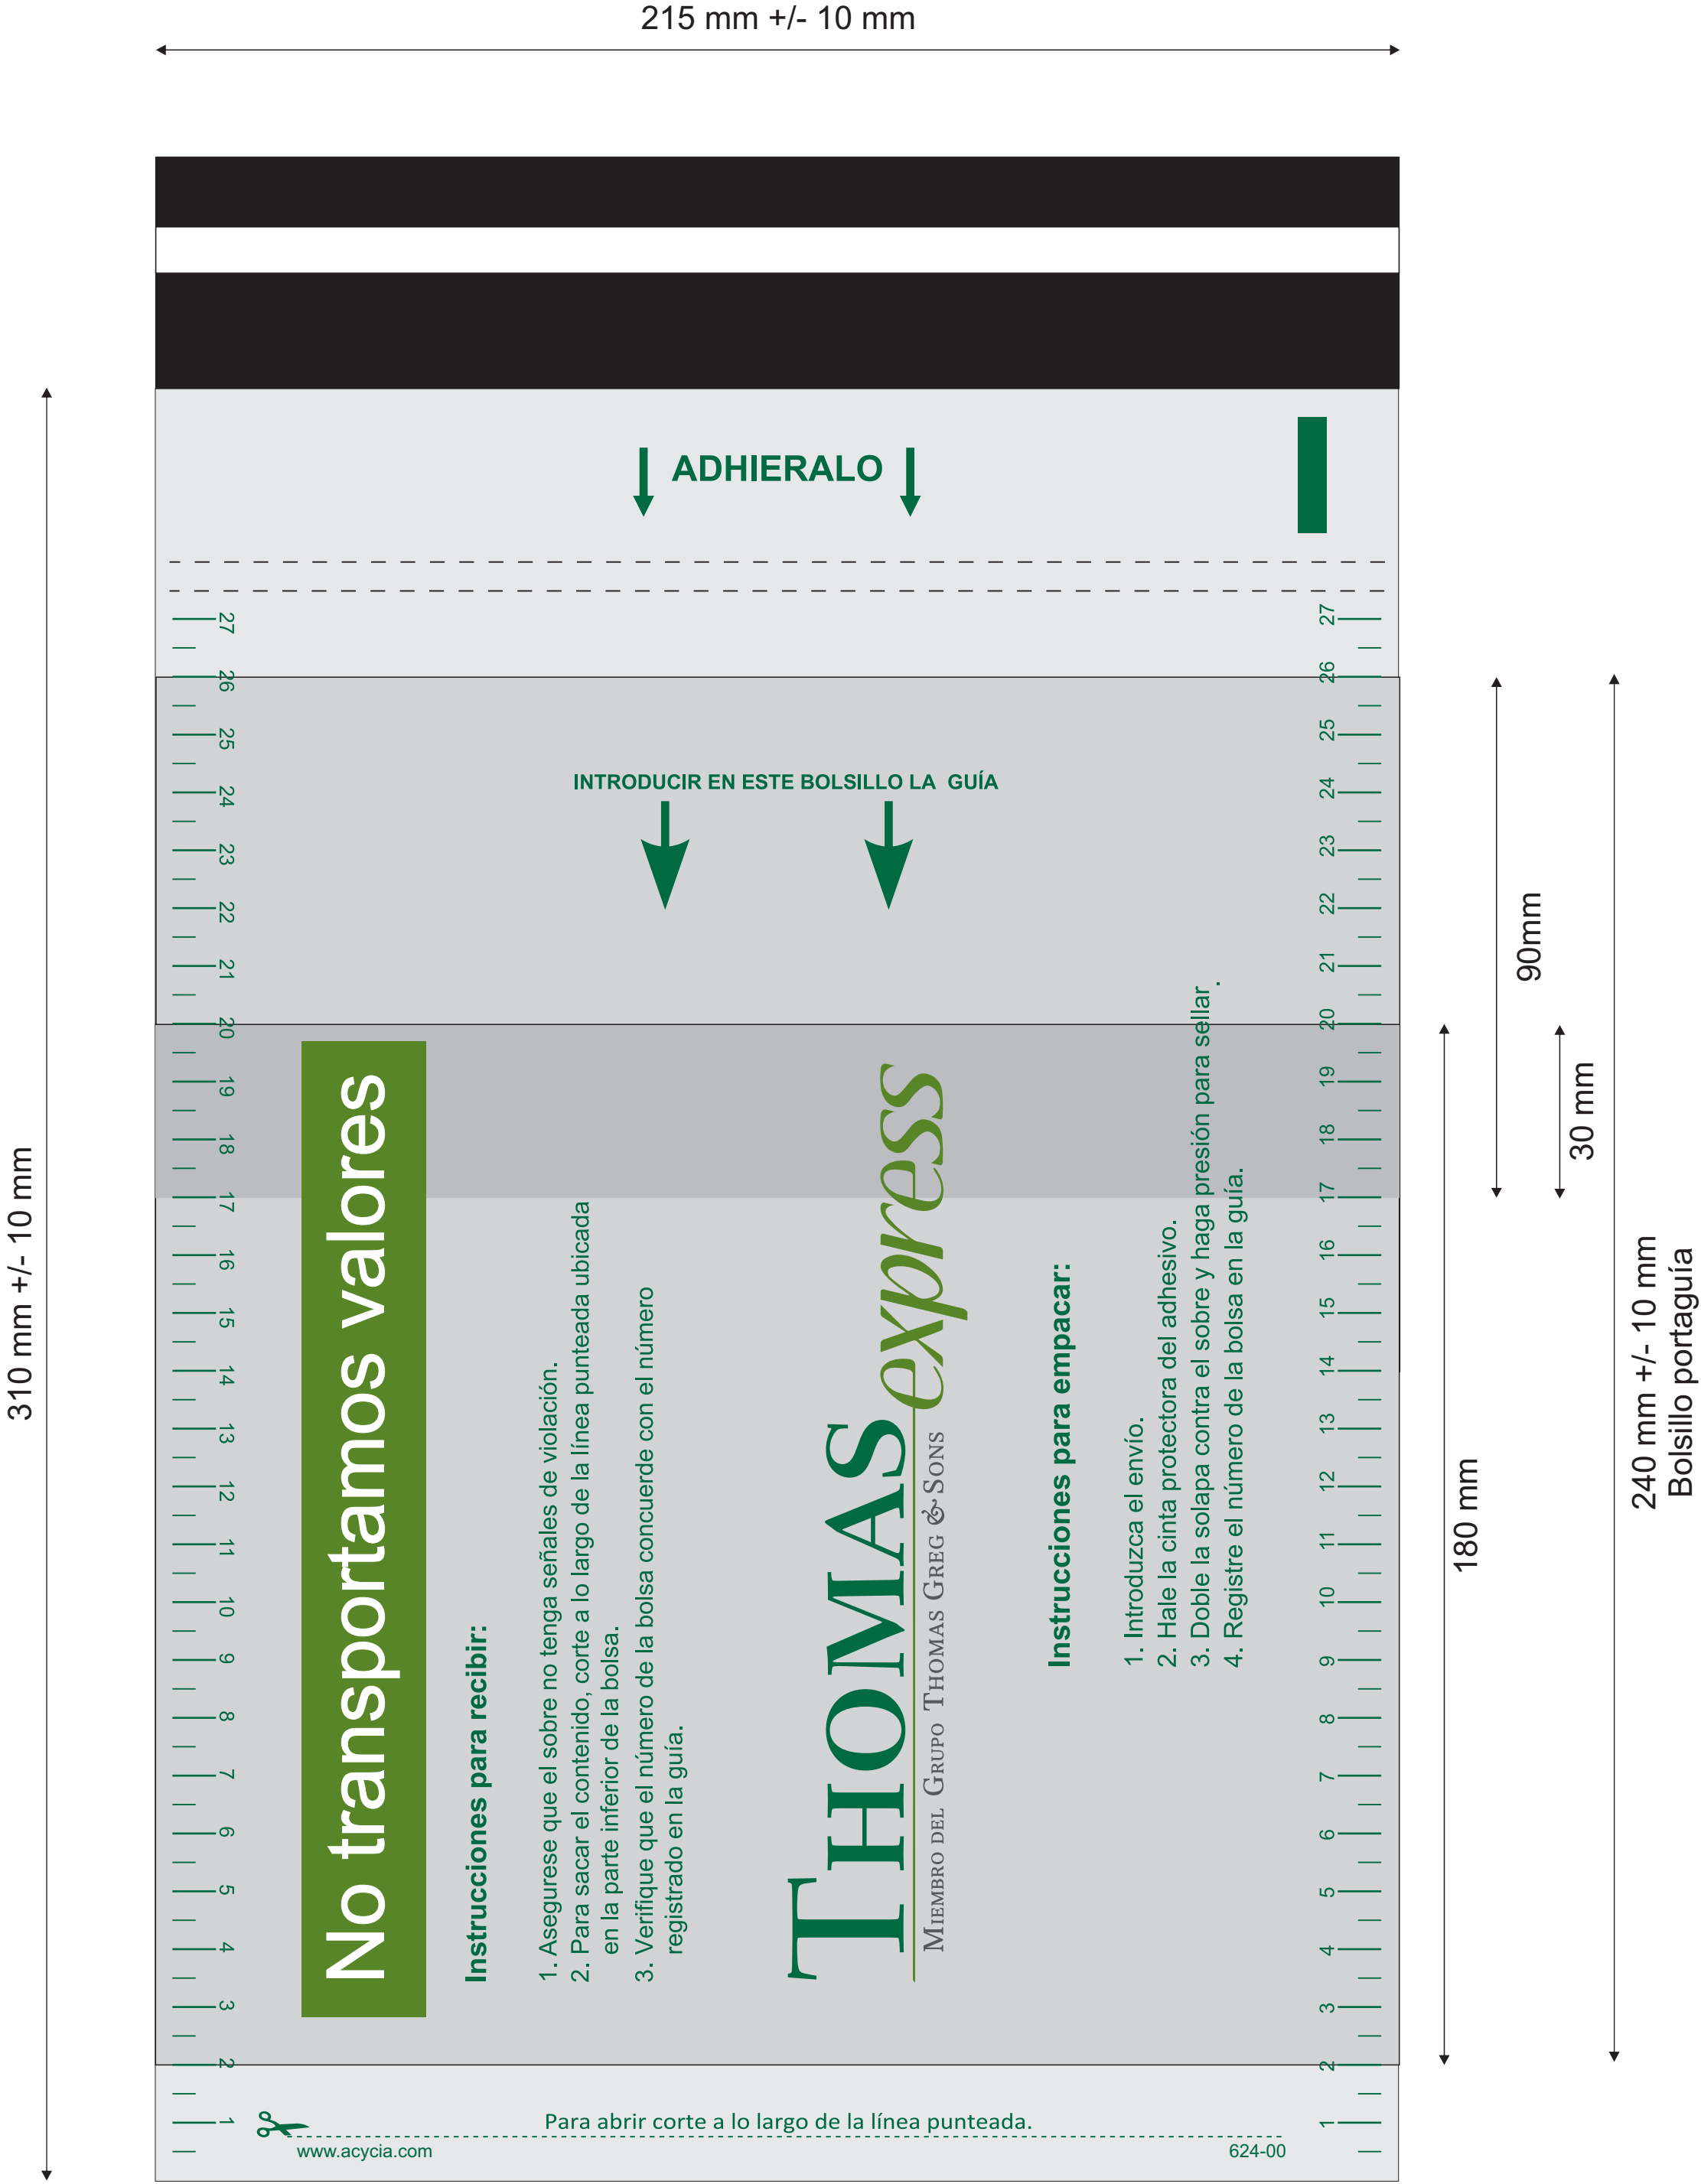 215 mm +/- 10 mm
ADHIERALO
INTRODUCIR EN ESTE BOLSILLO LA GUÍA
27
26
25
24
23
22
21
20
19
18
17
16
15
14
13
12
11
10
9
8
7
6
5
4
3
2
1
No transportamos valores
Instrucciones para recibir:
1. Asegurese que el sobre no tenga señales de violación.
2. Para sacar el contenido, corte a lo largo de la línea punteada ubicada
en la parte inferior de la bolsa.
3. Verifique que el número de la bolsa concuerde con el número
registrado en la guía.
THOMAS express
MIEMBRO DEL GRUPO THOMAS GREG & SONS
Instrucciones para empacar:
1. Introduzca el envío.
2. Hale la cinta protectora del adhesivo.
3. Doble la solapa contra el sobre y haga presión para sellar .
4. Registre el número de la bolsa en la guía.
27
26
25
24
23
22
21
20
19
18
17
16
15
14
13
12
11
10
9
8
7
6
5
4
3
2
1
Para abrir corte a lo largo de la línea punteada.
www.acycia.com
624-00
310 mm +/- 10 mm
90mm
30 mm
180 mm
240 mm +/- 10 mm
Bolsillo portaguía